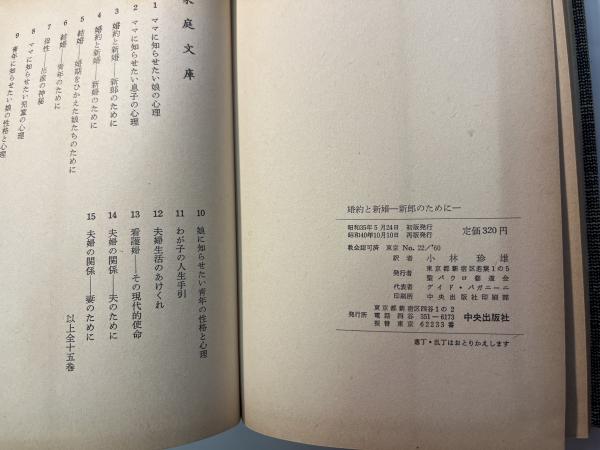 家庭文庫
1 ママに知らせたい娘の心理
2 ママに知らせたい息子の心理
3 婚約と新婚――新郎のために
4 婚約と新婚――新婦のために
5 結婚――婚期をひかえた娘たちのために
6 結婚――青年のために
7 母性――出産の神秘
8 ママに知らせたい児童の心理
9 青年に知らせたい娘の性格と心理
10 娘に知らせたい青年の性格と心理
11 わが子の人生手引
12 夫婦生活のあけくれ
13 看護婦――その現代的使命
14 夫婦の関係――夫のために
15 夫婦の関係――妻のために
以上全十五巻
婚約と新婚―新郎のために―
昭和35年5月24日 初版発行
昭和40年10月10日 再版発行
定価320円
教会認可済 東京 No. 22/'60
訳者 小林珍雄
東京都新宿区若葉1の5
発行者 聖パウロ修道会
代表者 グイド・パガニーニ
印刷所 中央出版社印刷部
東京都新宿区四谷1の2
発行所 電話 四谷 351―6173 中央出版社
振替 東京 62233番
落丁・乱丁はおとりかえします